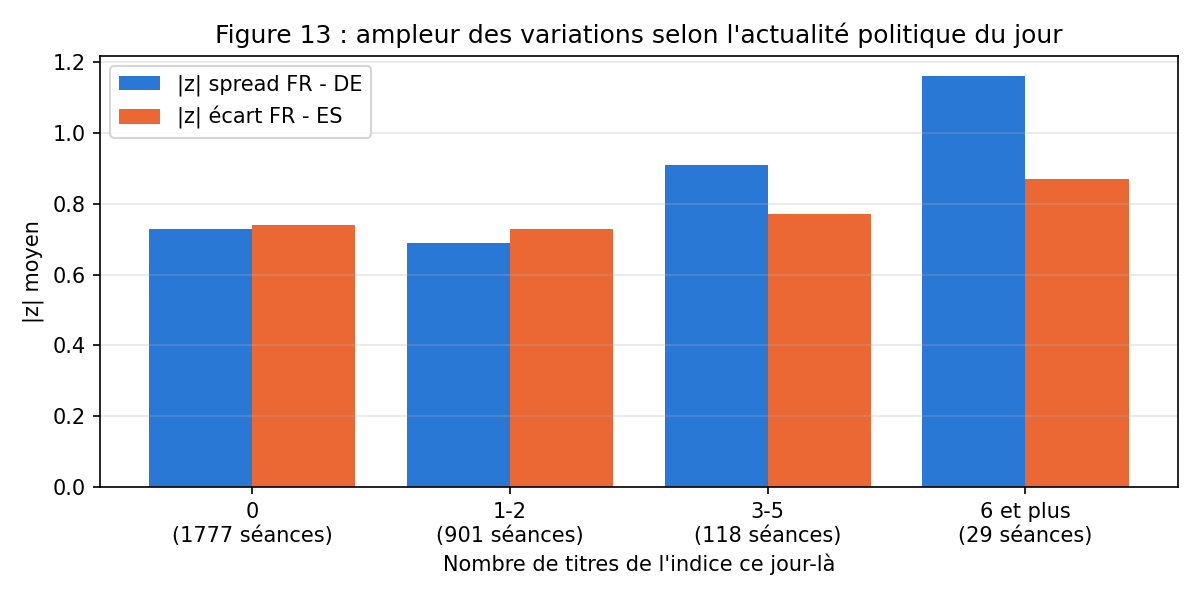 Figure 13 : ampleur des variations selon l'actualité politique du jour
|z| spread FR - DE
|z| écart FR - ES
|z| moyen
1.2
1.0
0.8
0.6
0.4
0.2
0.0
0
1-2
3-5
6 et plus
(1777 séances)
(901 séances)
(118 séances)
(29 séances)
Nombre de titres de l'indice ce jour-là